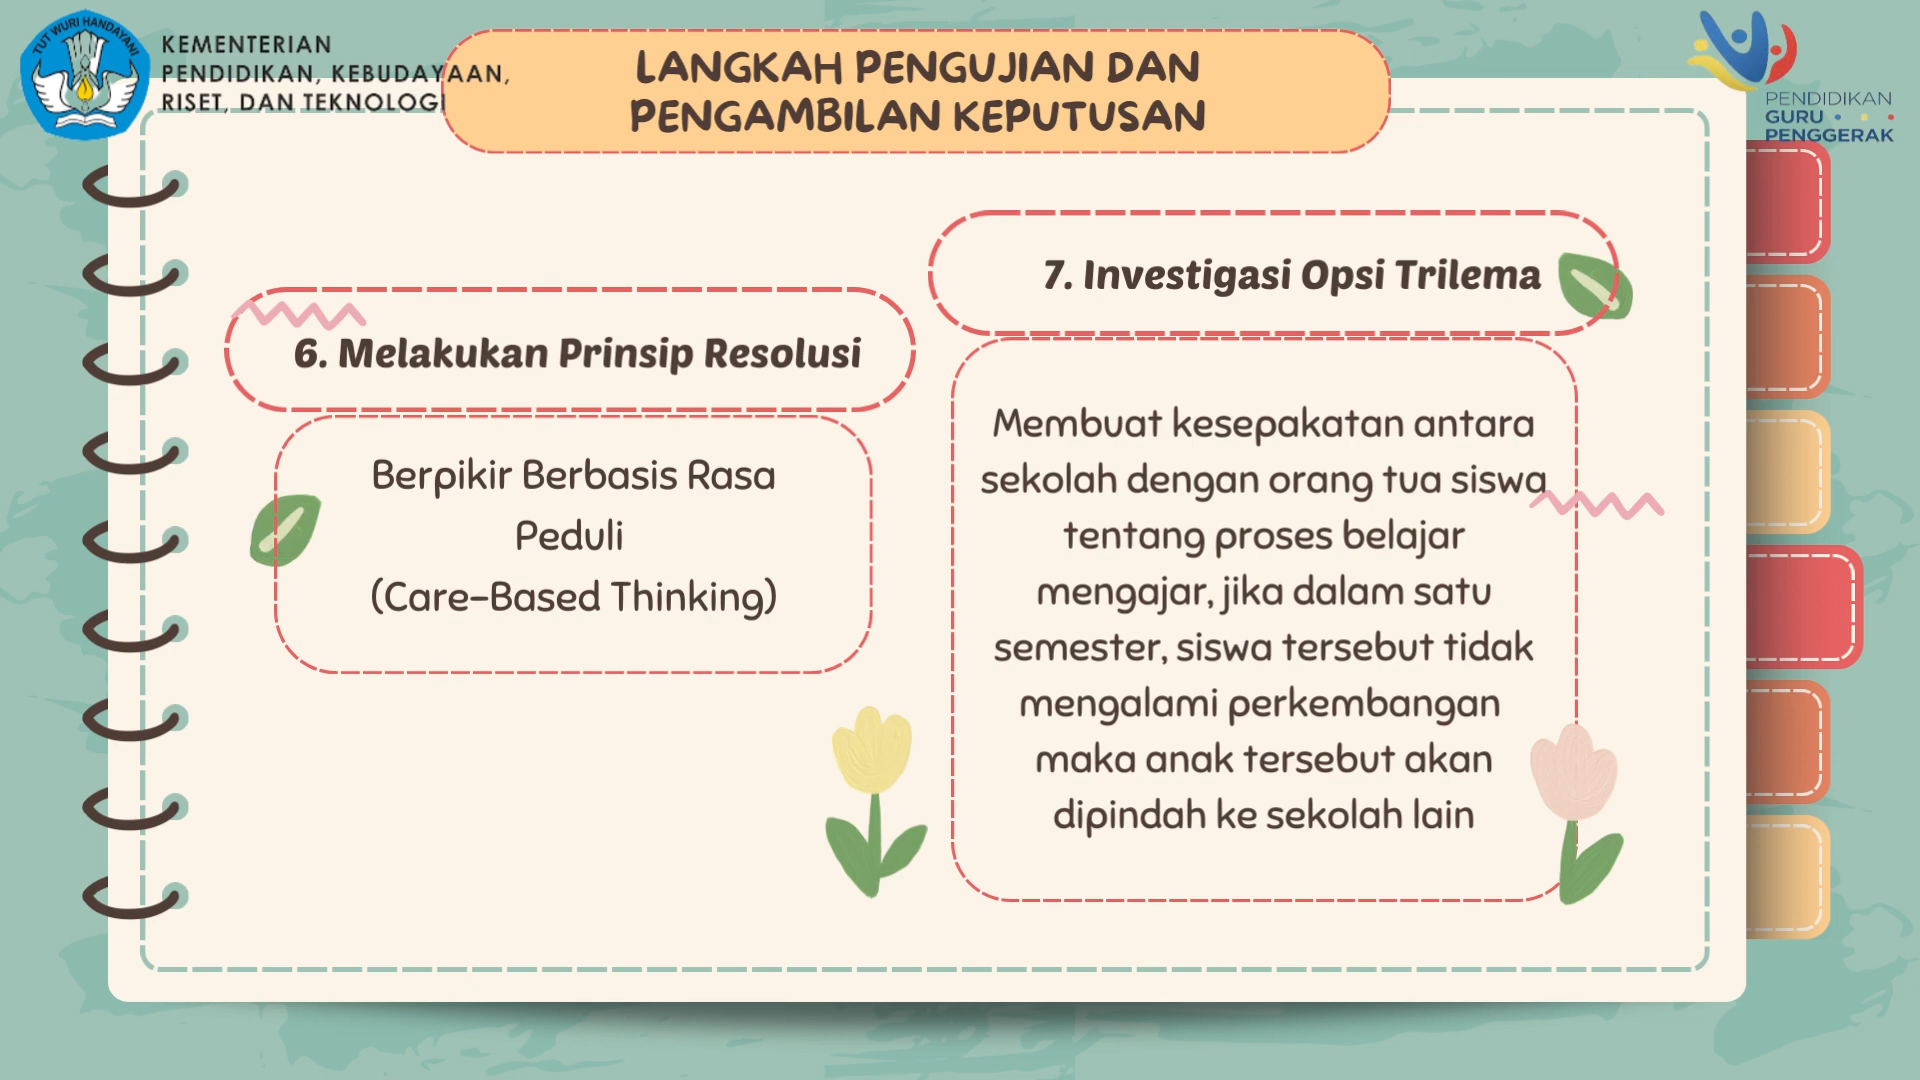 TUT WURI HANDAYANI
KEMENTERIAN
PENDIDIKAN, KEBUDAYAAN,
RISET, DAN TEKNOLOGI
LANGKAH PENGUJIAN DAN
PENGAMBILAN KEPUTUSAN
PENDIDIKAN
GURU
PENGGERAK
6. Melakukan Prinsip Resolusi
Berpikir Berbasis Rasa
Peduli
(Care-Based Thinking)
7. Investigasi Opsi Trilema
Membuat kesepakatan antara
sekolah dengan orang tua siswa
tentang proses belajar
mengajar, jika dalam satu
semester, siswa tersebut tidak
mengalami perkembangan
maka anak tersebut akan
dipindah ke sekolah lain